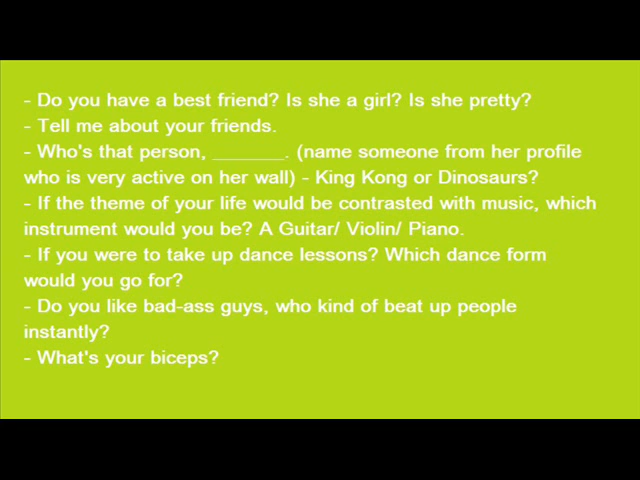 - Do you have a best friend? Is she a girl? Is she pretty?
- Tell me about your friends.
- Who's that person, _______. (name someone from her profile
who is very active on her wall) - King Kong or Dinosaurs?
- If the theme of your life would be contrasted with music, which
instrument would you be? A Guitar/ Violin/ Piano.
- If you were to take up dance lessons? Which dance form
would you go for?
- Do you like bad-ass guys, who kind of beat up people
instantly?
- What's your biceps?